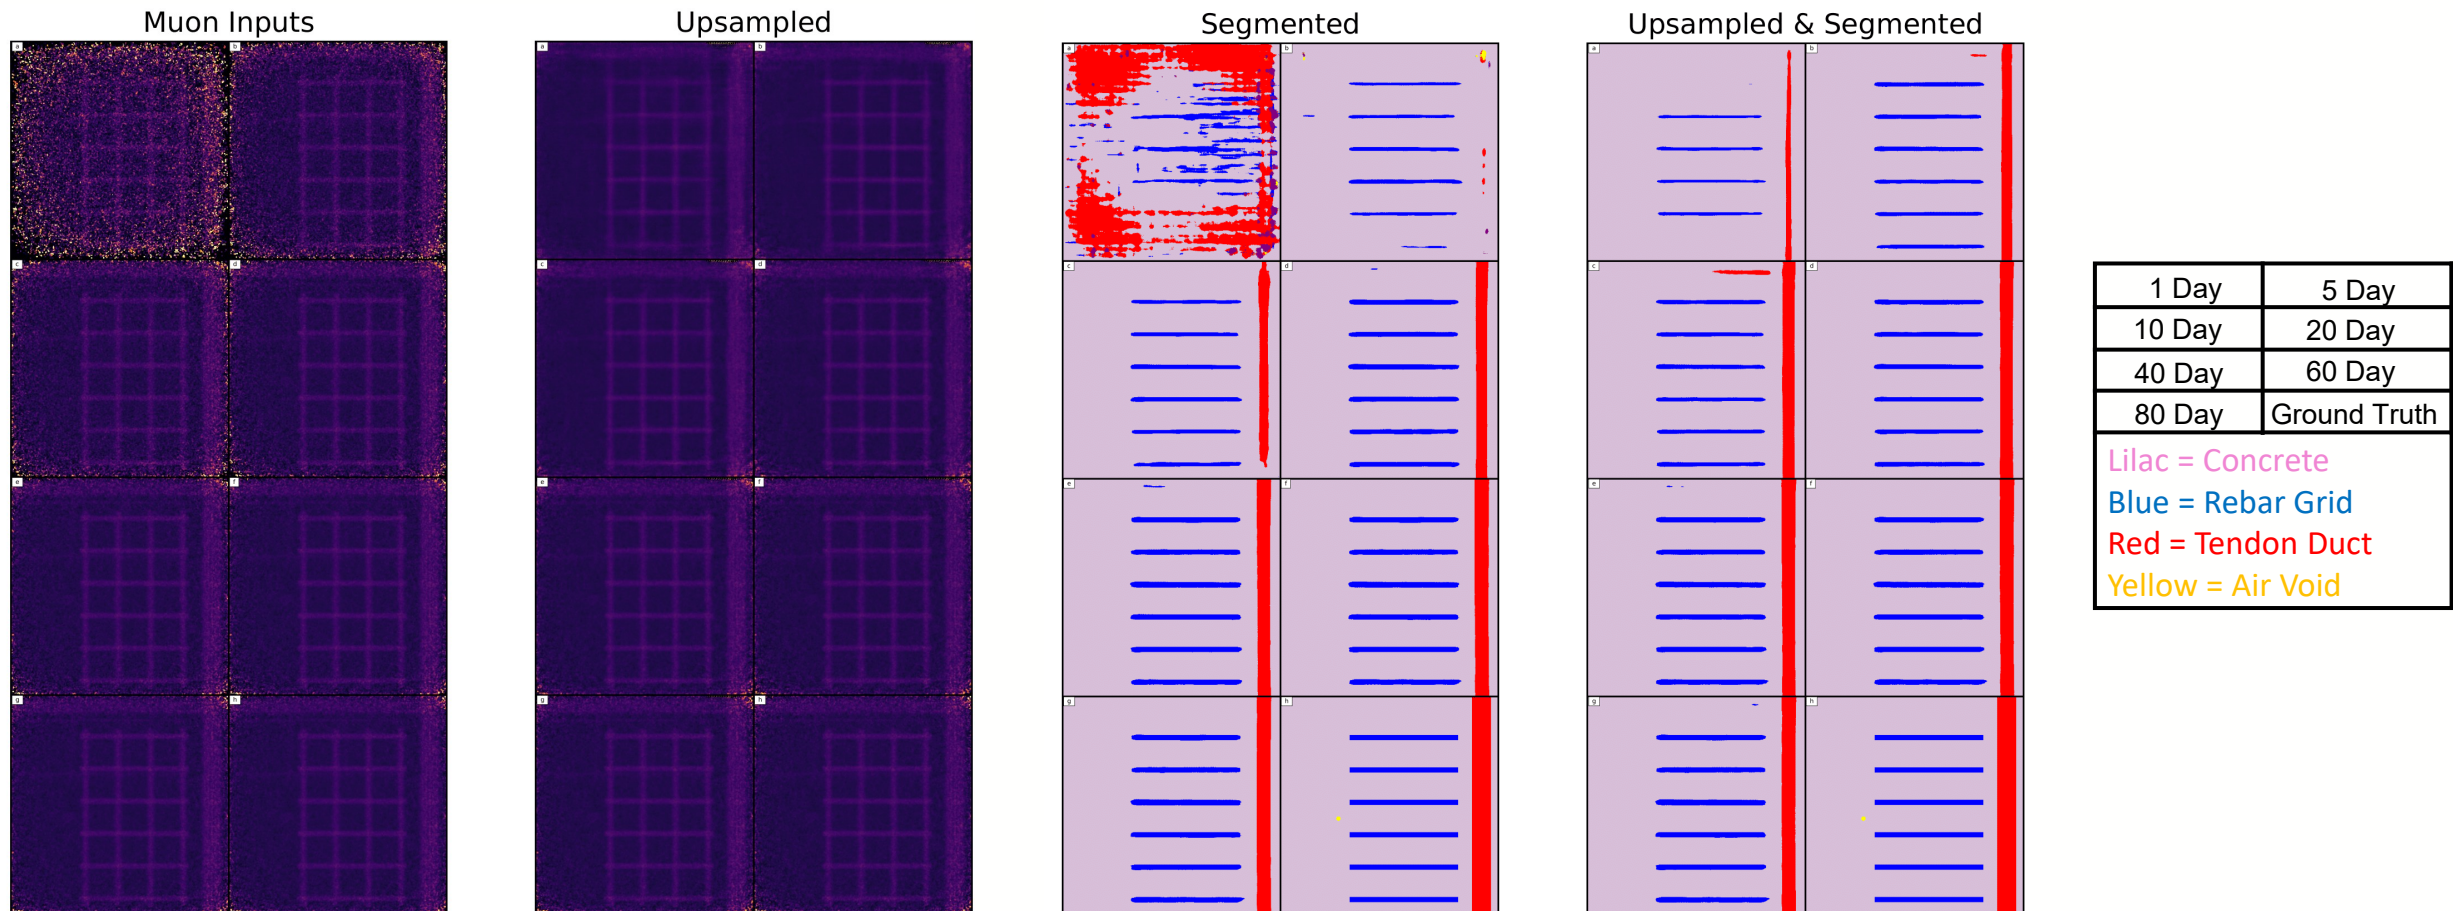 Muon Inputs
Upsampled
Segmented
Upsampled & Segmented
a b
c d
e f
g h
a b
c d
e f
g h
a b
c d
e f
g h
a b
c d
e f
g h
1 Day 5 Day
10 Day 20 Day
40 Day 60 Day
80 Day Ground Truth
Lilac = Concrete
Blue = Rebar Grid
Red = Tendon Duct
Yellow = Air Void